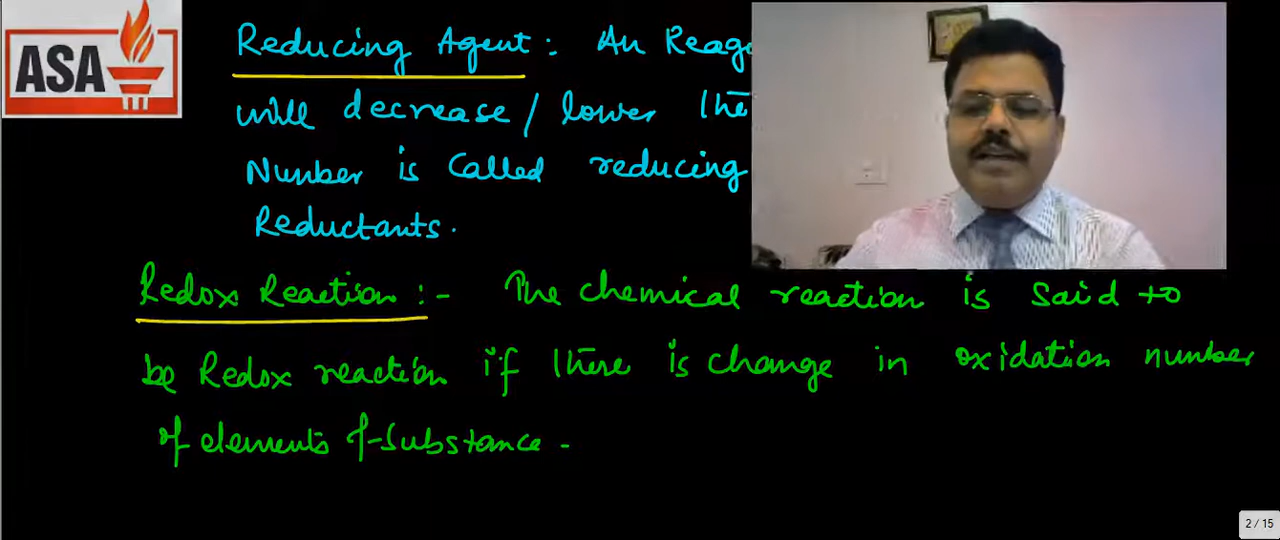 ASA
Reducing Agent : An Reag
will decrease / lower the
Number is called reducing
Reductants.
Redox Reaction :- The chemical reaction is said to
be Redox reaction if there is change in oxidation number
of elements of substance -
2 / 15